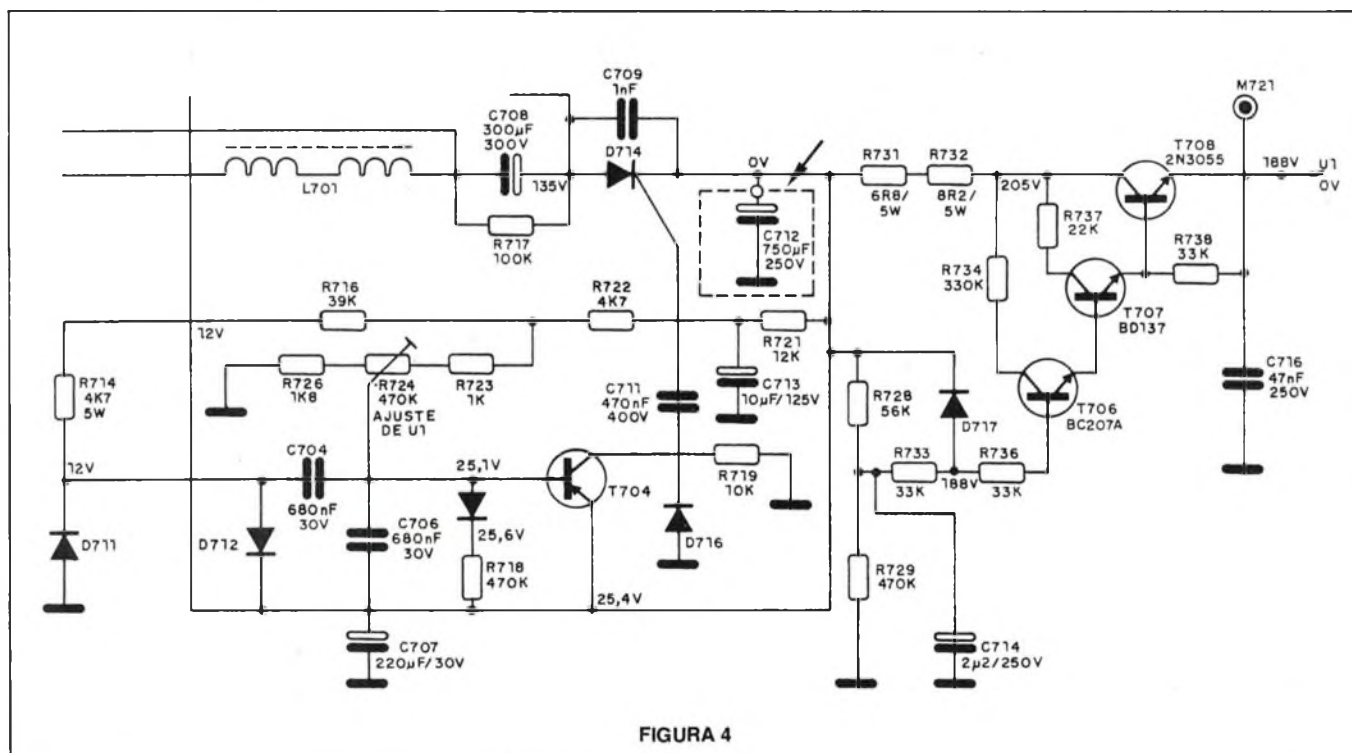 C709
1nF
C708
300µF
300V
D714
135V
L701
R717
100K
0V
C712
750µF
250V
R731
6R8/
5W
R732
8R2/
5W
205V
M721
T708
2N3055
188V
U1
0V
R737
22K
R738
33K
R734
330K
T707
BD137
T706
BC207A
C716
47nF
250V
R716
39K
R722
4K7
12V
R721
12K
R726
1K8
R724
470K
AJUSTE
DE U1
R723
1K
C711
470nF
400V
C713
10µF/125V
R714
4K7
5W
R728
56K
D717
12V
C704
680nF
30V
25,1V
T704
R719
10K
R733
33K
188V
R736
33K
D711
D712
C706
680nF
30V
25,6V
R718
470K
D716
R729
470K
25,4V
C707
220µF/30V
C714
2µ2/250V
FIGURA 4